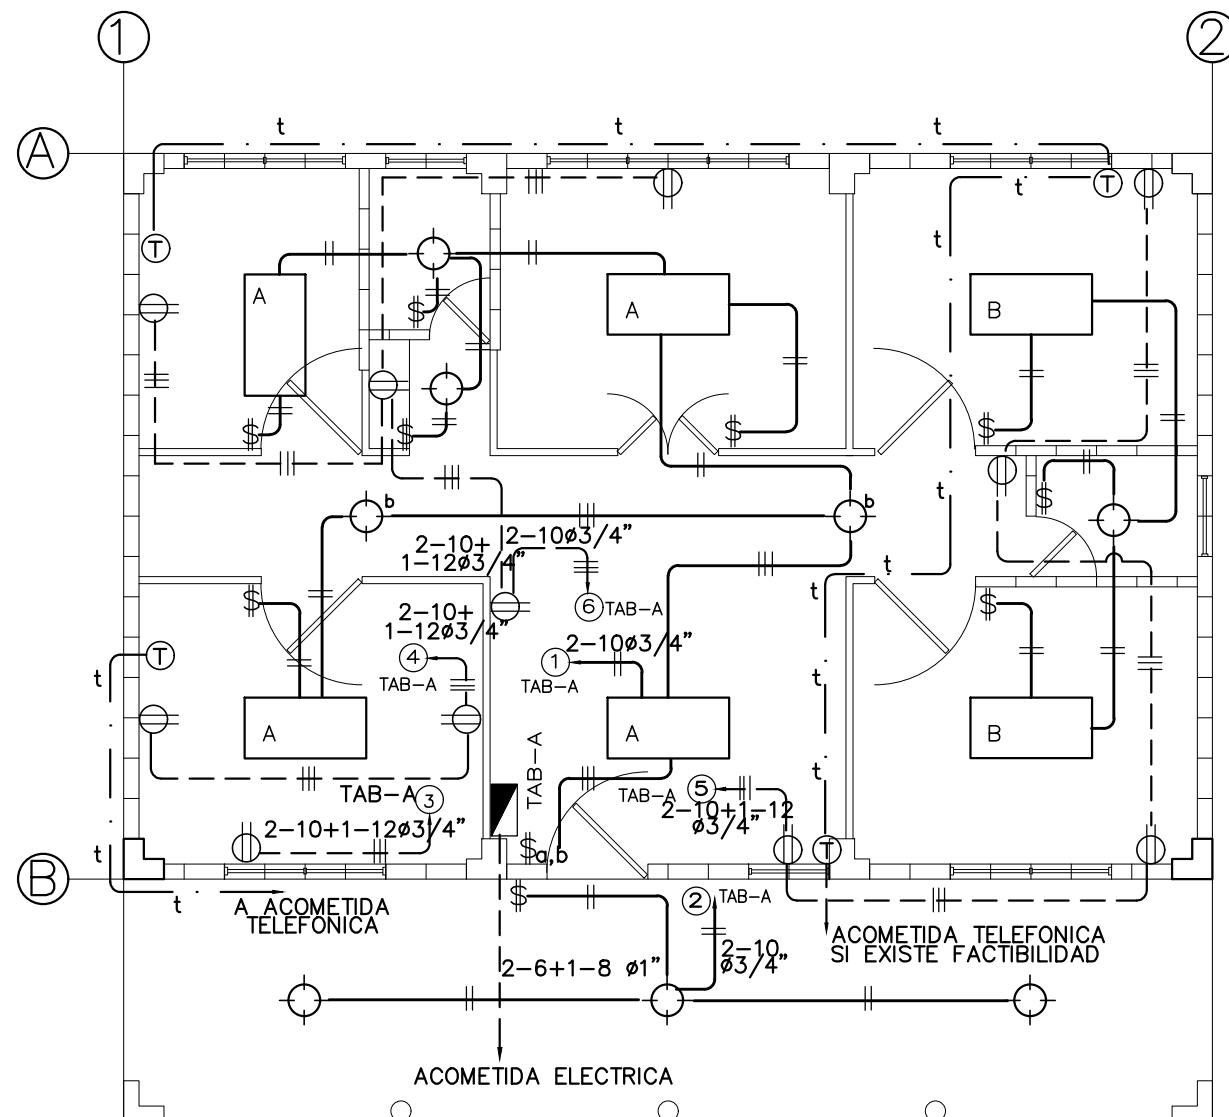 1
2
t
t
t
A
T
T
t
t
A
A
B
$
$
$
$
$
b
b
$
t
2-10ø3/4"
2-10+
1-12ø3/4"
t
t
$
6
TAB-A
$
2-10+
1-12ø3/4"
2-10ø3/4"
T
4
1
t
t
TAB-A
TAB-A
A
A
B
TAB-A
t
TAB-A
3
TAB-A
5
2-10+1-12
ø3/4"
2-10+1-12ø3/4"
t
$
a,b
T
B
t
A ACOMETIDA
TELEFONICA
$
2
TAB-A
ACOMETIDA TELEFONICA
SI EXISTE FACTIBILIDAD
2-10
ø3/4"
2-6+1-8 ø1"
ACOMETIDA ELECTRICA